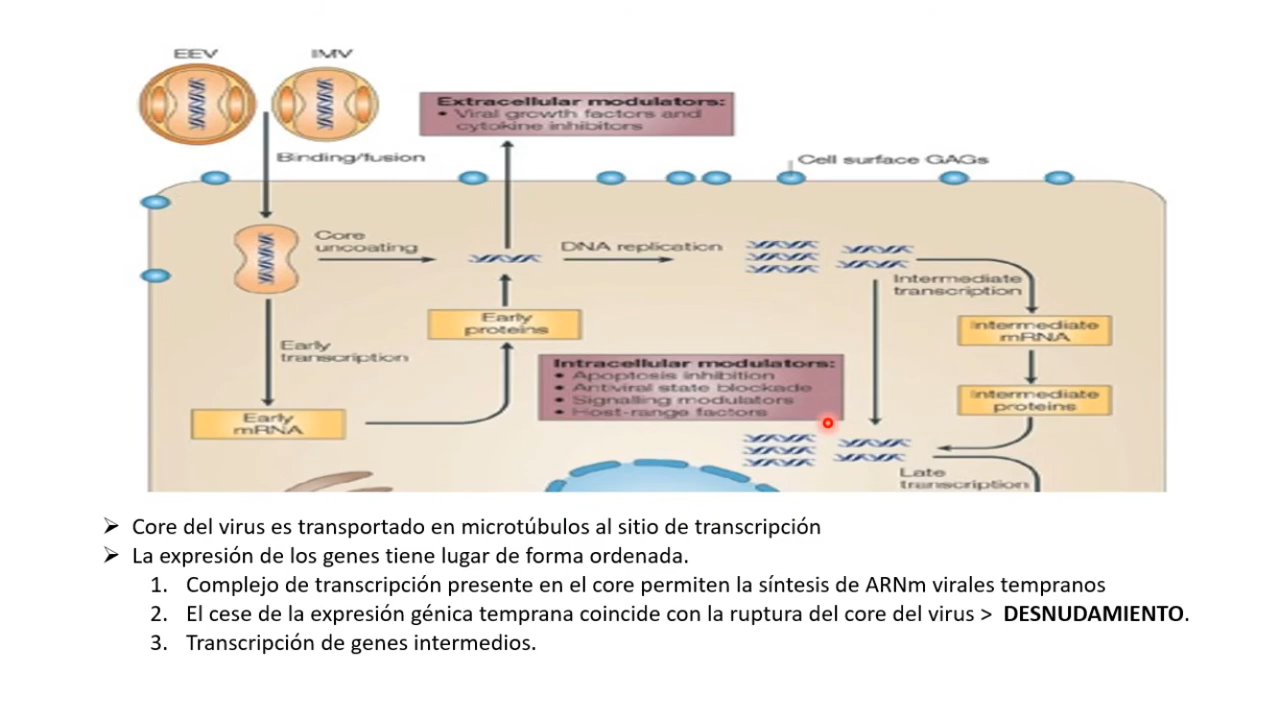 EEV
IMV
Extracellular modulators:
• Viral growth factors and
cytokine inhibitors
Binding/fusion
Cell surface GAGs
Core
uncoating
DNA replication
Intermediate
transcription
Early
proteins
Intermediate
mRNA
Early
transcription
Intracellular modulators:
• Apoptosis inhibition
• Antiviral state blockade
• Signalling modulators
• Host-range factors
Intermediate
proteins
Early
mRNA
Late
transcription
➢ Core del virus es transportado en microtúbulos al sitio de transcripción
➢ La expresión de los genes tiene lugar de forma ordenada.
1. Complejo de transcripción presente en el core permiten la síntesis de ARNm virales tempranos
2. El cese de la expresión génica temprana coincide con la ruptura del core del virus > DESNUDAMIENTO.
3. Transcripción de genes intermedios.